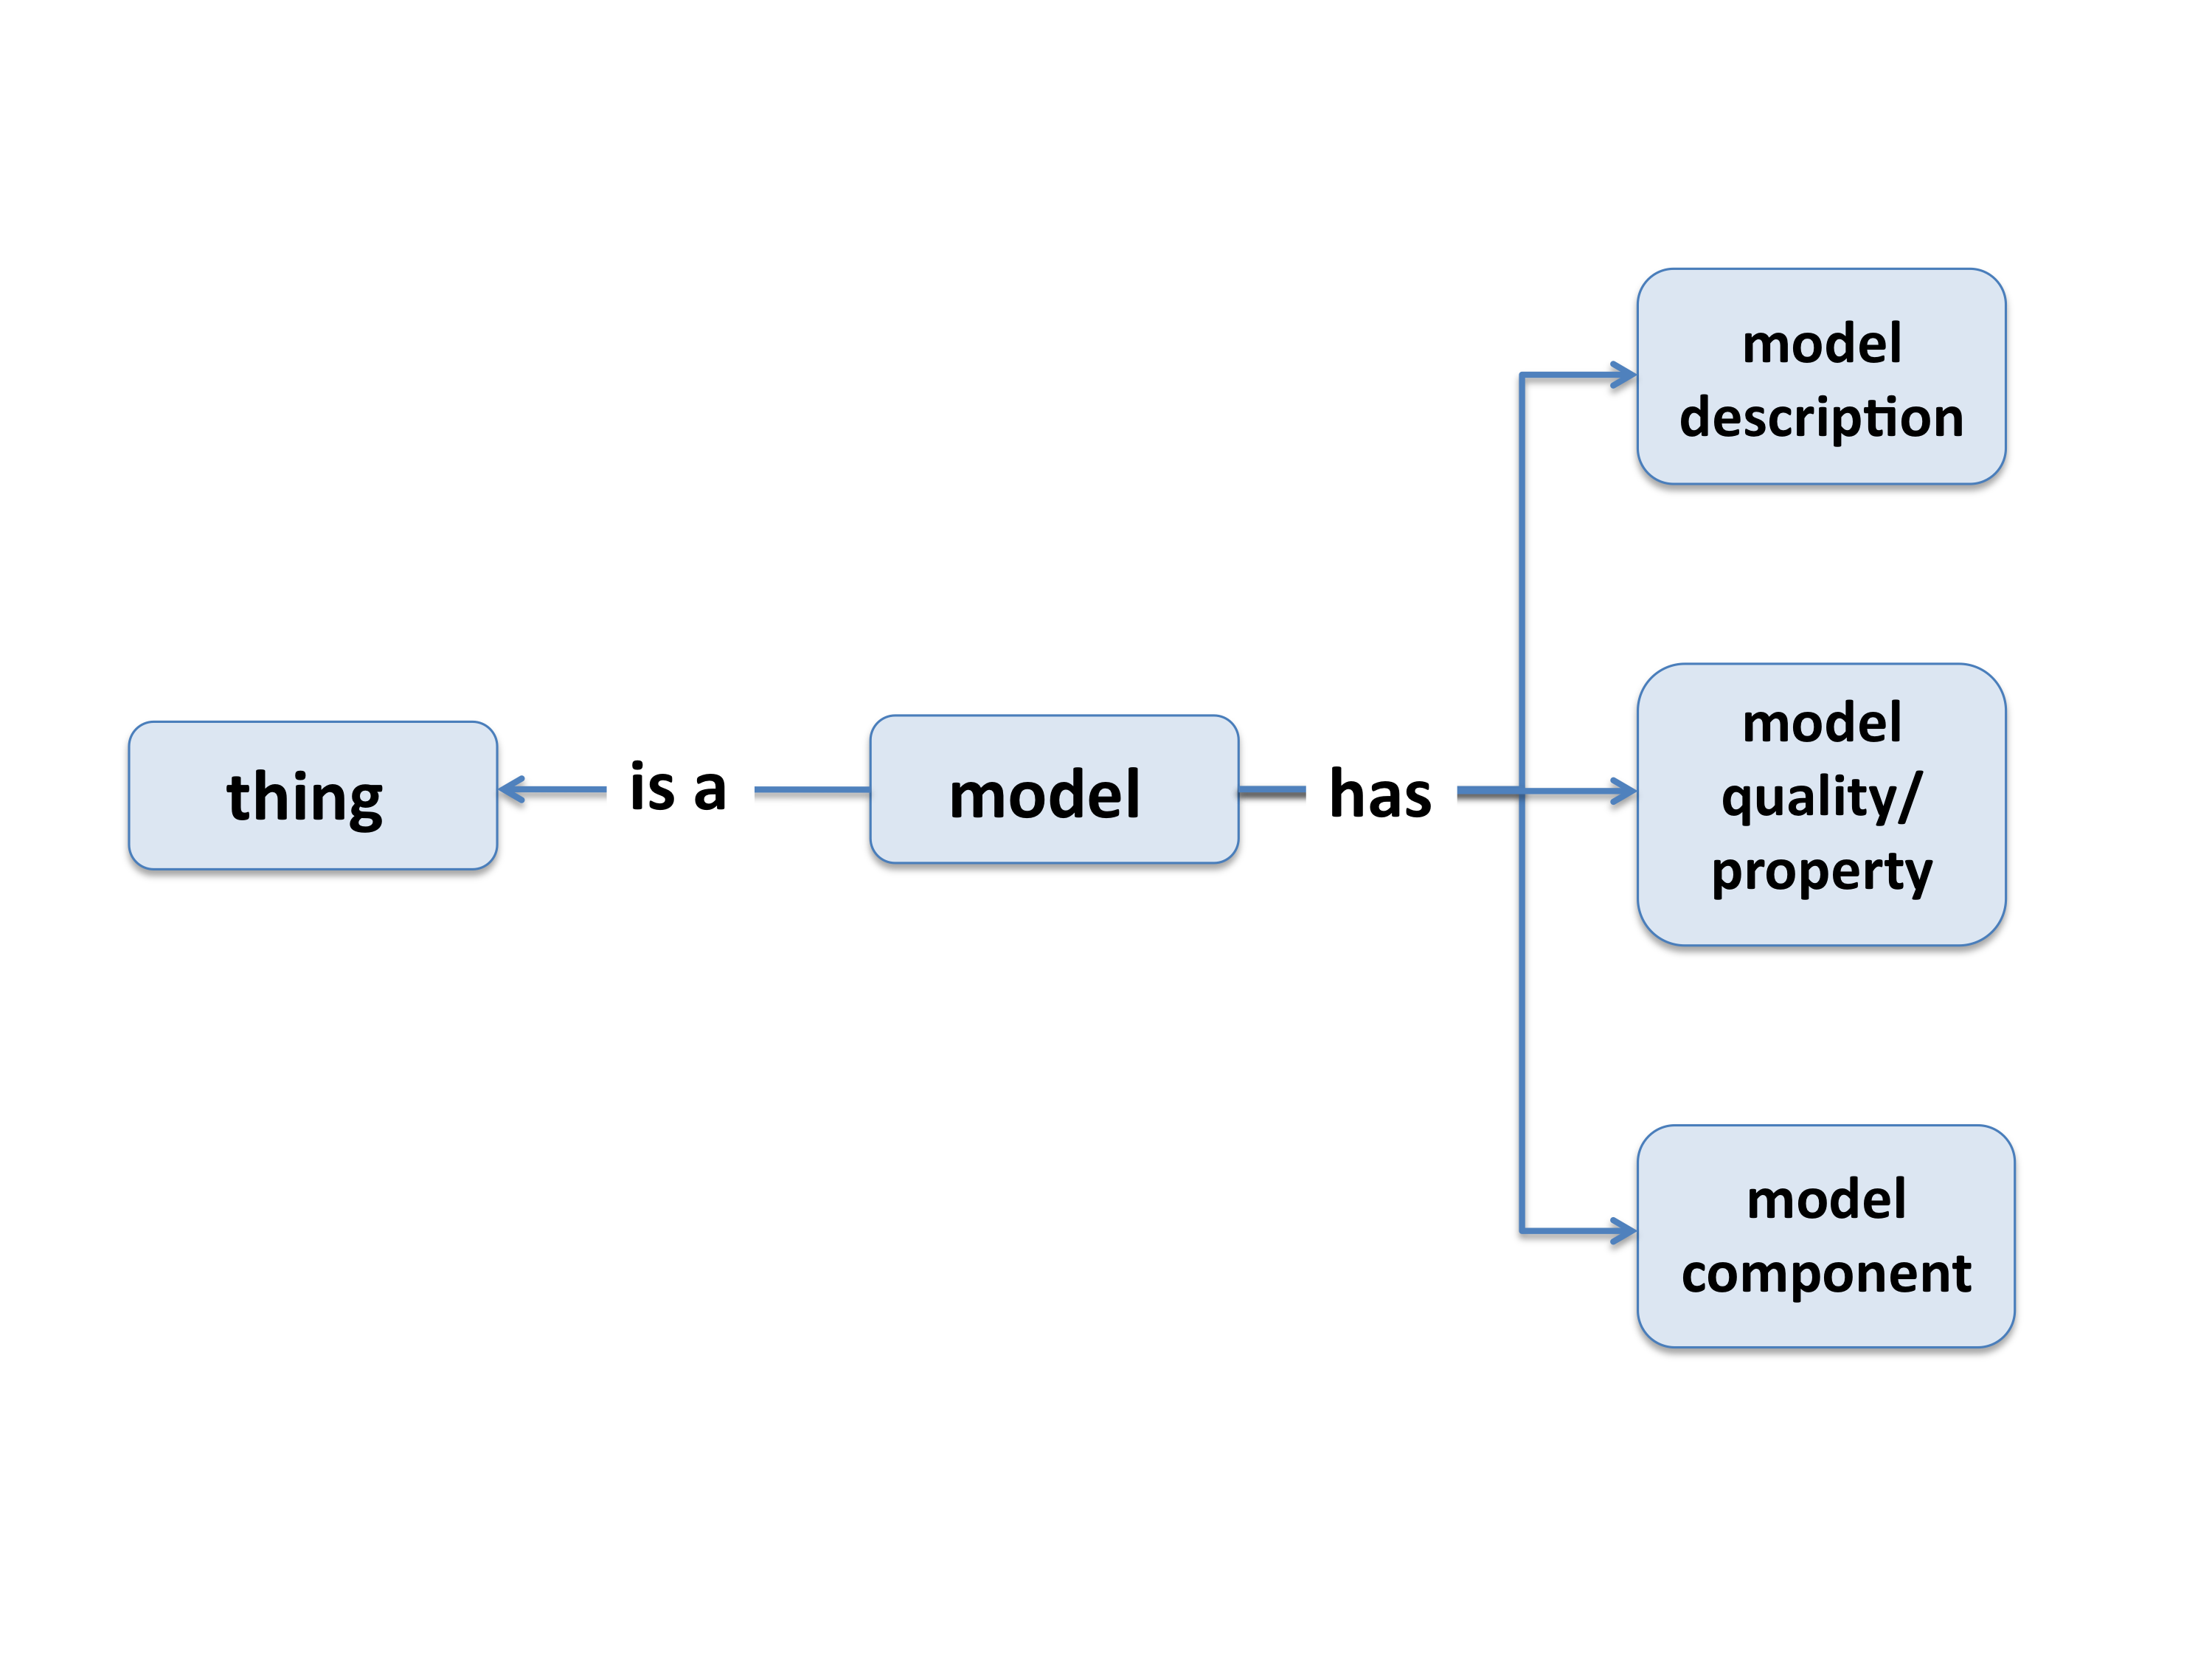 thing
is a
model
has
model
description
model
quality/
property
model
component